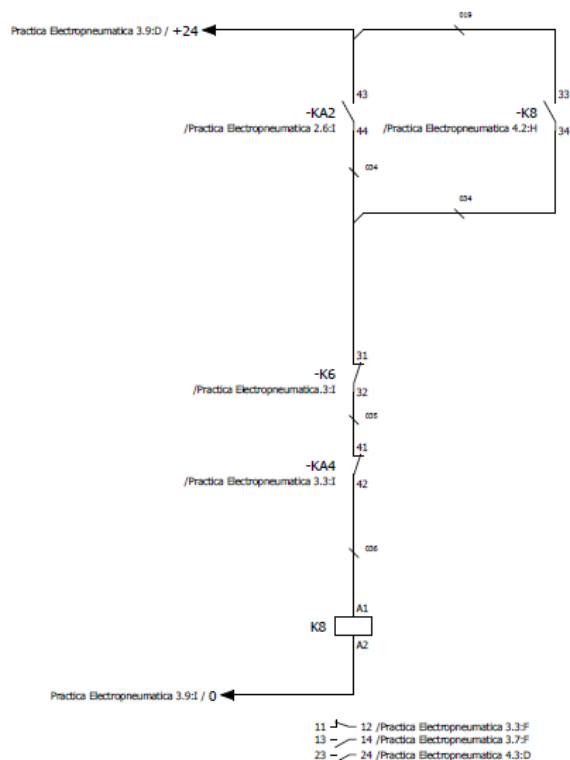 019
Practica Electropneumatica 3.9:D / +24
43
33
-KA2
-K8
/Practica Electropneumatica 2.6:I
44
/Practica Electropneumatica 4.2:H
34
034
034
31
-K6
/Practica Electropneumatica.3:I
32
035
41
-KA4
/Practica Electropneumatica 3.3:I
42
036
A1
K8
A2
Practica Electropneumatica 3.9:I / 0
11 12 /Practica Electropneumatica 3.3:F
13 14 /Practica Electropneumatica 3.7:F
23 24 /Practica Electropneumatica 4.3:D